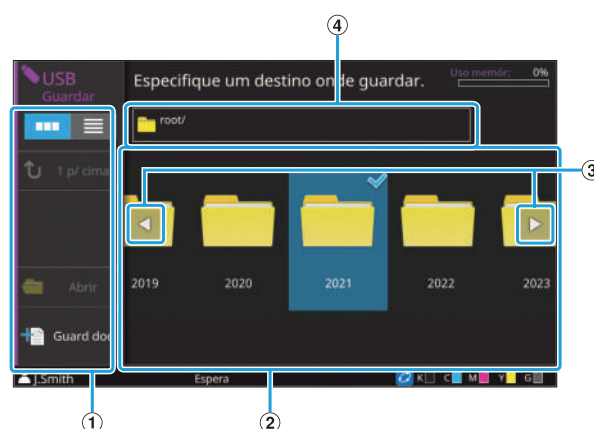 ④
USB
Guardar
Especifique um destino onde guardar.
Uso memór:
0%
root/
1 p/ cima
③
2019
2020
2021
2022
2023
Abrir
Guard doc
J.Smith
Espera
K
C
M
Y
G
①
②